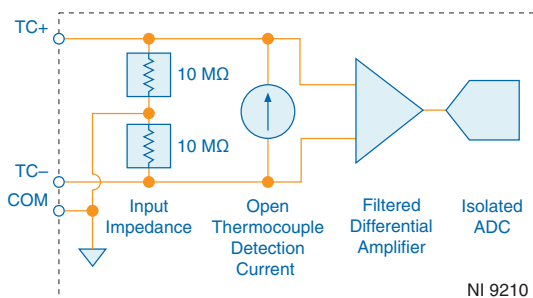 TC+
10 MΩ
10 MΩ
TC–
COM
Input
Impedance
Open
Thermocouple
Detection
Current
Filtered
Differential
Amplifier
Isolated
ADC
NI 9210